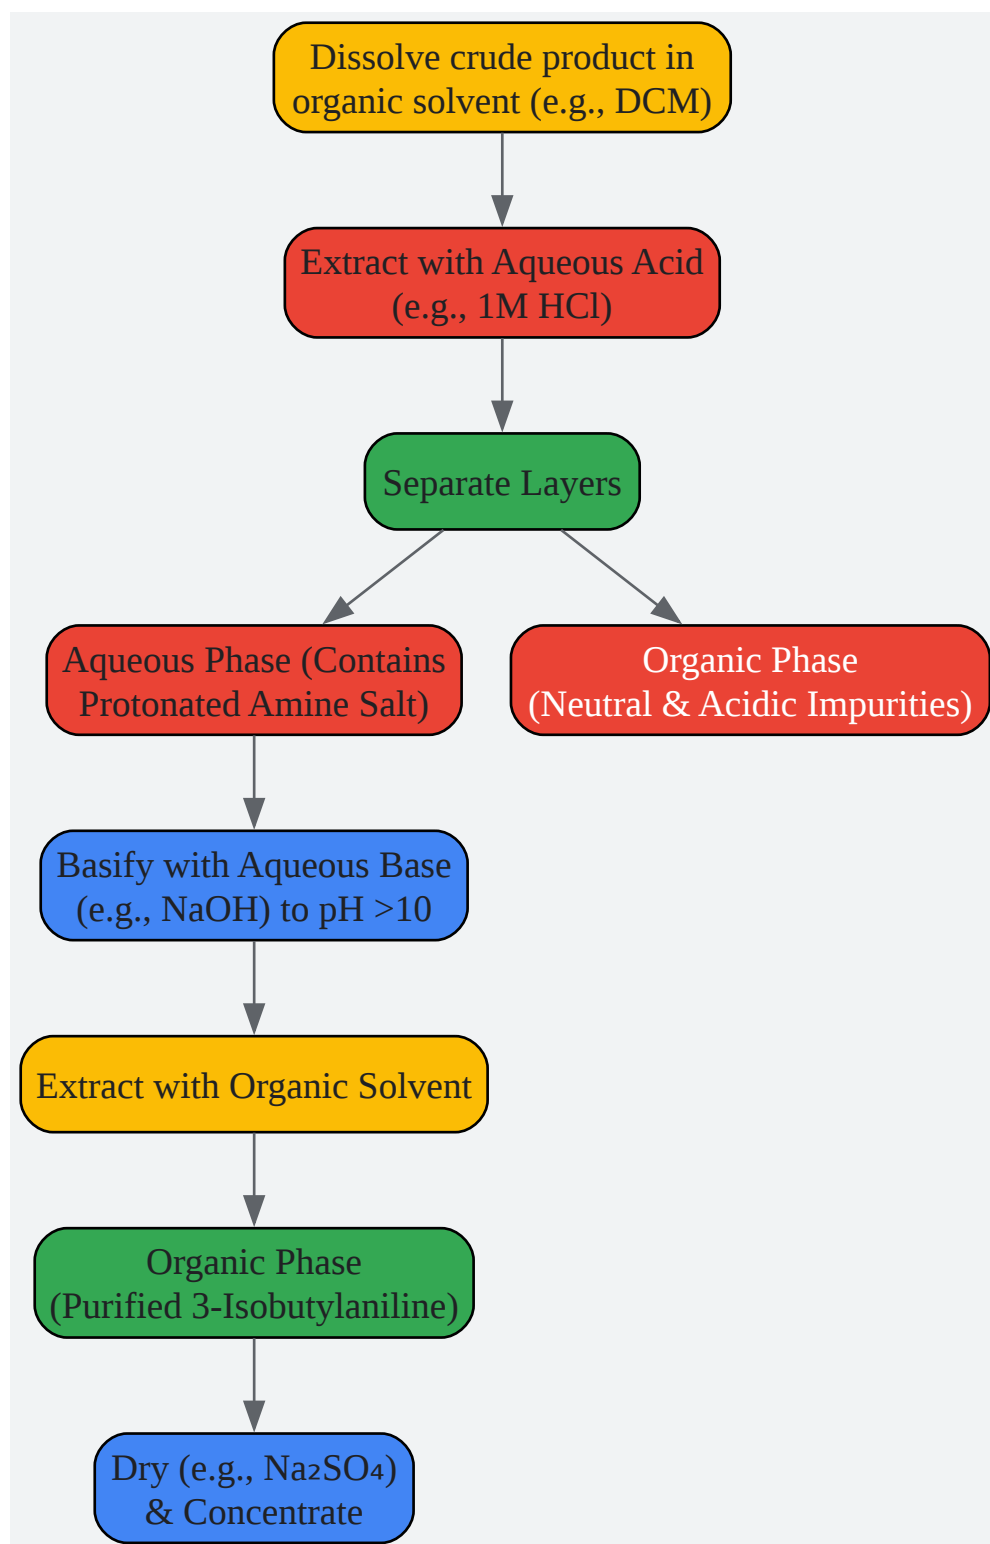 Dissolve crude product in
organic solvent (e.g., DCM)
Extract with Aqueous Acid
(e.g., 1M HCl)
Separate Layers
Aqueous Phase (Contains
Protonated Amine Salt)
Organic Phase
(Neutral & Acidic Impurities)
Basify with Aqueous Base
(e.g., NaOH) to pH >10
Extract with Organic Solvent
Organic Phase
(Purified 3-Isobutylaniline)
Dry (e.g., Na₂SO₄)
& Concentrate